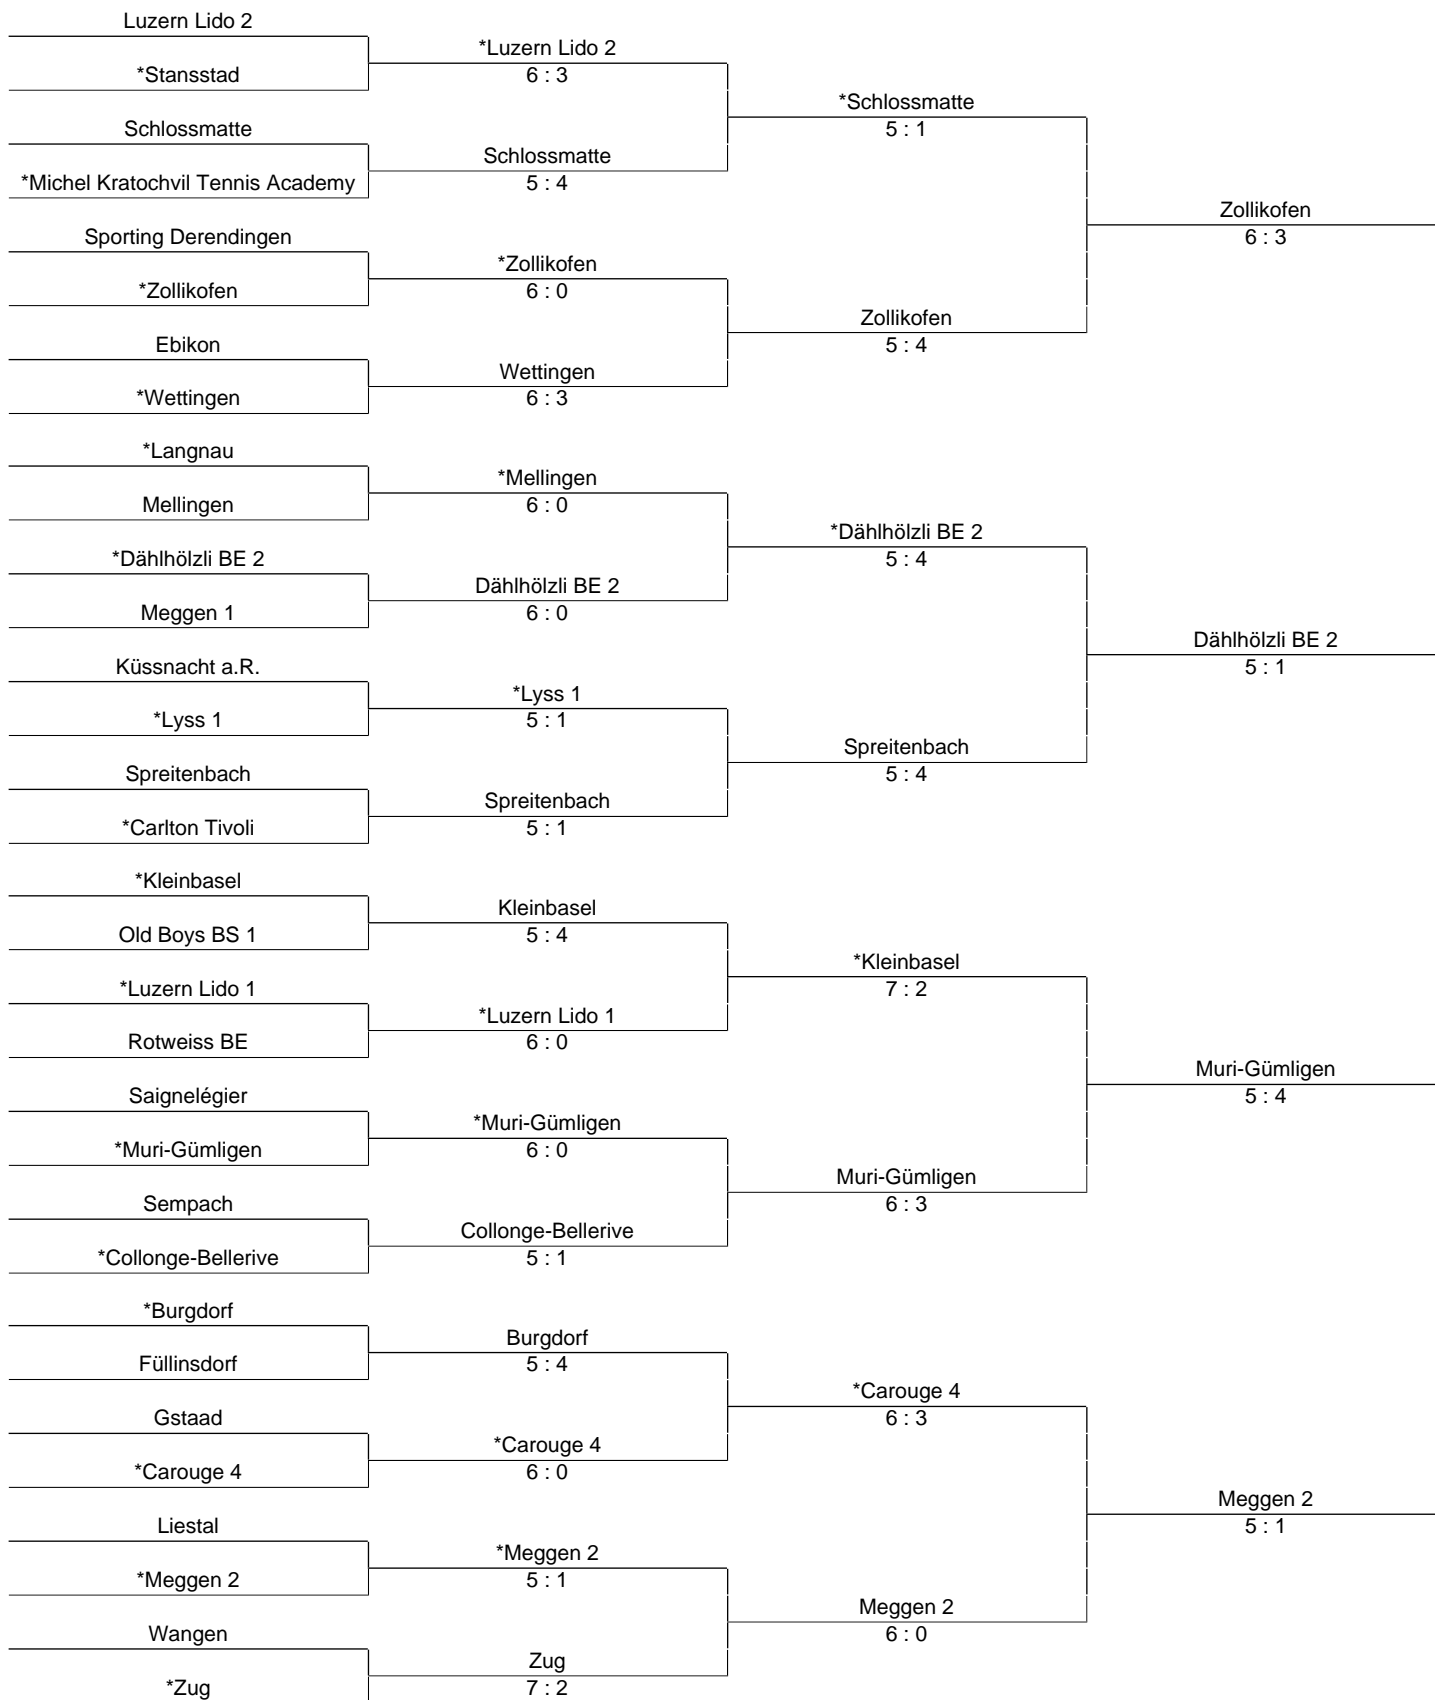 Luzern Lido 2
*Luzern Lido 2
*Stansstad
6 : 3
*Schlossmatte
Schlossmatte
5 : 1
Schlossmatte
*Michel Kratochvil Tennis Academy
5 : 4
Zollikofen
Sporting Derendingen
6 : 3
*Zollikofen
*Zollikofen
6 : 0
Zollikofen
Ebikon
5 : 4
Wettingen
*Wettingen
6 : 3
*Langnau
*Mellingen
Mellingen
6 : 0
*Dählhölzli BE 2
*Dählhölzli BE 2
5 : 4
Dählhölzli BE 2
Meggen 1
6 : 0
Dählhölzli BE 2
Küssnacht a.R.
5 : 1
*Lyss 1
*Lyss 1
5 : 1
Spreitenbach
Spreitenbach
5 : 4
Spreitenbach
*Carlton Tivoli
5 : 1
*Kleinbasel
Kleinbasel
Old Boys BS 1
5 : 4
*Kleinbasel
*Luzern Lido 1
7 : 2
*Luzern Lido 1
Rotweiss BE
6 : 0
Muri-Gümligen
Saignelégier
5 : 4
*Muri-Gümligen
*Muri-Gümligen
6 : 0
Muri-Gümligen
Sempach
6 : 3
Collonge-Bellerive
*Collonge-Bellerive
5 : 1
*Burgdorf
Burgdorf
Füllinsdorf
5 : 4
*Carouge 4
Gstaad
6 : 3
*Carouge 4
*Carouge 4
6 : 0
Meggen 2
Liestal
5 : 1
*Meggen 2
*Meggen 2
5 : 1
Meggen 2
Wangen
6 : 0
Zug
*Zug
7 : 2